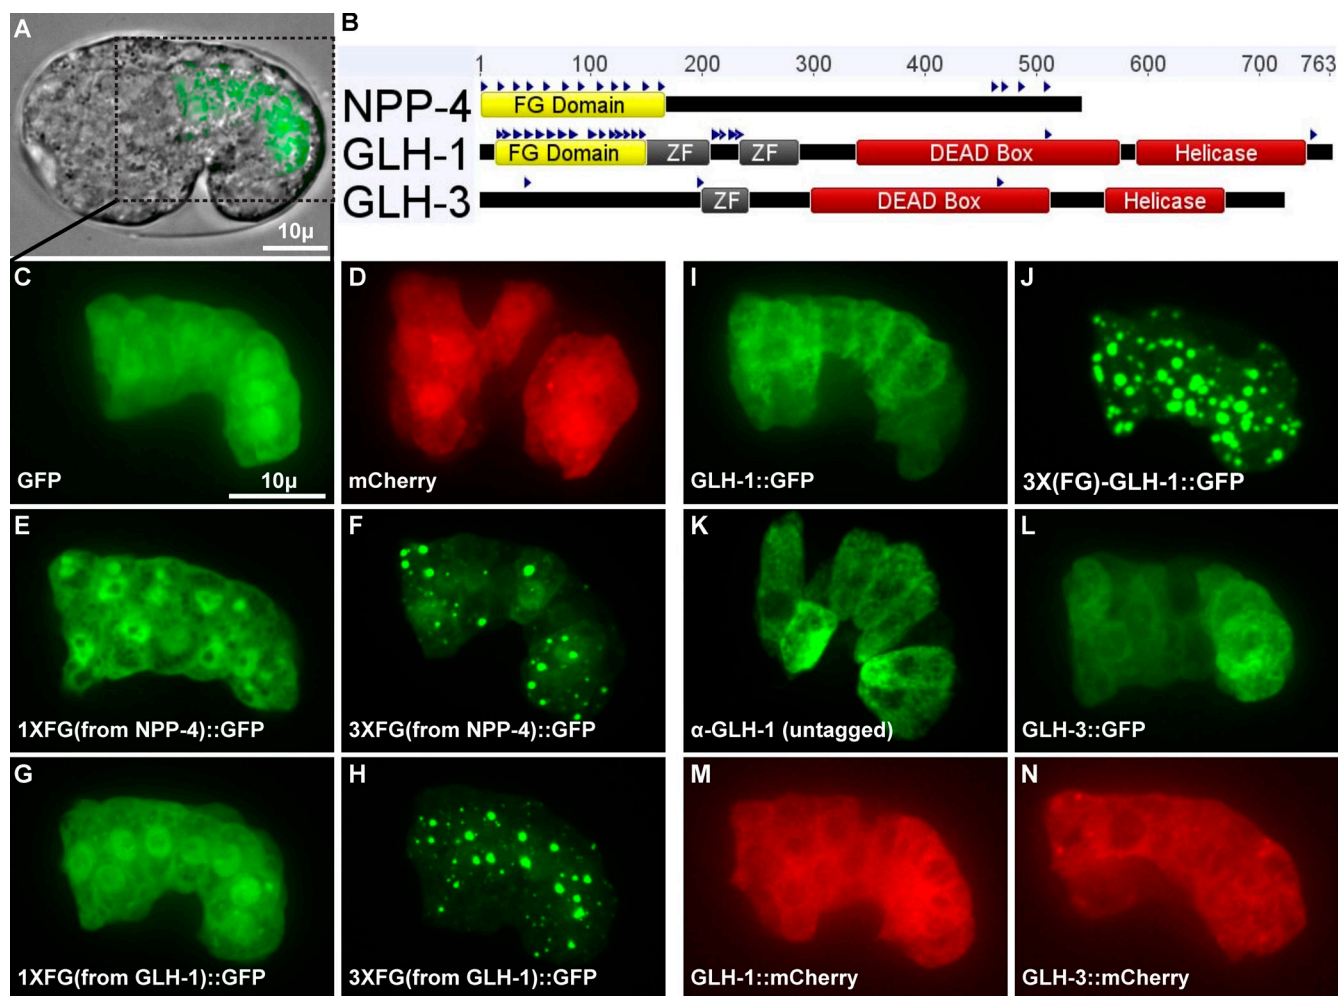 A
10μ
B
1 100 200 300 400 500 600 700 763
NPP-4 FG Domain
GLH-1 FG Domain ZF ZF DEAD Box Helicase
GLH-3 ZF DEAD Box Helicase
C
GFP
10μ
D
mCherry
I
GLH-1::GFP
J
3X(FG)-GLH-1::GFP
E
1XFG(from NPP-4)::GFP
F
3XFG(from NPP-4)::GFP
K
α-GLH-1 (untagged)
L
GLH-3::GFP
G
1XFG(from GLH-1)::GFP
H
3XFG(from GLH-1)::GFP
M
GLH-1::mCherry
N
GLH-3::mCherry